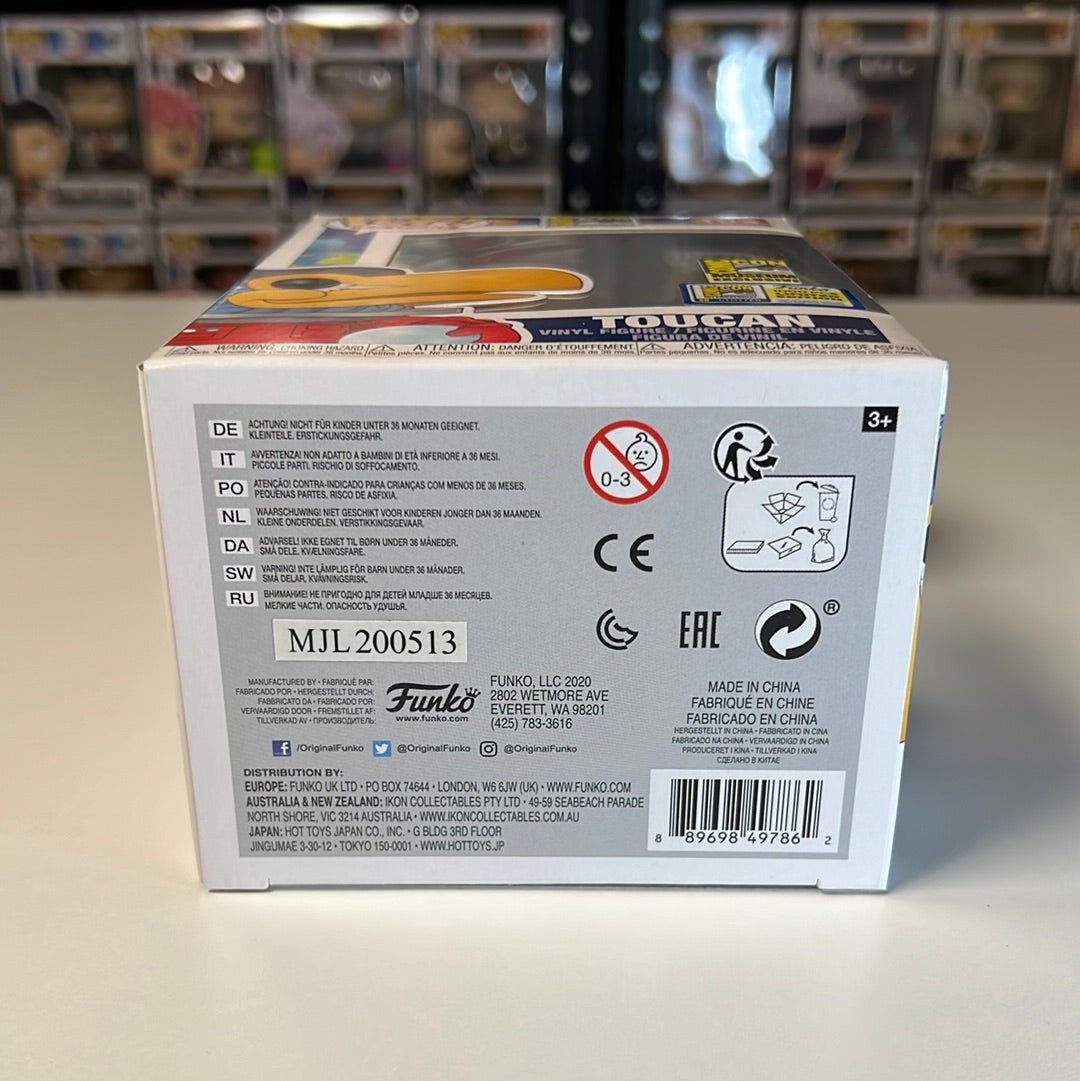 TOUCAN
VINYL FIGURE / FIGURINE EN VINYLE
FIGURA DE VINIL
WARNING: CHOKING HAZARD. ATTENTION: DANGER D'ÉTOUFFEMENT. ADVERTENCIA: PELIGRO DE ASFIXIA
3+
DE ACHTUNG! NICHT FÜR KINDER UNTER 36 MONATEN GEEIGNET.
KLEINTEILE. ERSTICKUNGSGEFAHR.
IT AVVERTENZA! NON ADATTO A BAMBINI DI ETÀ INFERIORE A 36 MESI.
PICCOLE PARTI. RISCHIO DI SOFFOCAMENTO.
PO ATENÇÃO! CONTRA-INDICADO PARA CRIANÇAS COM MENOS DE 36 MESES.
PEQUENAS PARTES. RISCO DE ASFIXIA.
NL WAARSCHUWING! NIET GESCHIKT VOOR KINDEREN JONGER DAN 36 MAANDEN.
KLEINE ONDERDELEN. VERSTIKKINGSGEVAAR.
DA ADVARSEL! IKKE EGNET TIL BØRN UNDER 36 MÅNEDER.
SMÅ DELE. KVÆLNINGSFARE.
SW VARNING! INTE LÄMPLIG FÖR BARN UNDER 36 MÅNADER.
SMÅ DELAR. KVÄVNINGSRISK.
RU ВНИМАНИЕ! НЕ ПРИГОДНО ДЛЯ ДЕТЕЙ МЛАДШЕ 36 МЕСЯЦЕВ.
МЕЛКИЕ ЧАСТИ. ОПАСНОСТЬ УДУШЬЯ.
0-3
CE
EAC
®
MJL200513
MANUFACTURED BY • FABRIQUÉ PAR:
FABRICADO POR • HERGESTELLT DURCH:
FABBRICATO DA • FABRICADO POR:
VERVAARDIGD DOOR • FREMSTILLET AF:
TILLVERKAD AV • ПРОИЗВОДИТЕЛЬ:
Funko
www.funko.com
FUNKO, LLC 2020
2802 WETMORE AVE
EVERETT, WA 98201
(425) 783-3616
/OriginalFunko @OriginalFunko @OriginalFunko
MADE IN CHINA
FABRIQUÉ EN CHINE
FABRICADO EN CHINA
HERGESTELLT IN CHINA • FABBRICATO IN CINA
FABRICADO NA CHINA • VERVAARDIGD IN CHINA
PRODUCERET I KINA • TILLVERKAD I KINA
СДЕЛАНО В КИТАЕ
DISTRIBUTION BY:
EUROPE: FUNKO UK LTD • PO BOX 74644 • LONDON, W6 6JW (UK) • WWW.FUNKO.COM
AUSTRALIA & NEW ZEALAND: IKON COLLECTABLES PTY LTD • 49-59 SEABEACH PARADE
NORTH SHORE, VIC 3214 AUSTRALIA • WWW.IKONCOLLECTABLES.COM.AU
JAPAN: HOT TOYS JAPAN CO., INC. • G BLDG 3RD FLOOR
JINGUMAE 3-30-12 • TOKYO 150-0001 • WWW.HOTTOYS.JP
8 89698 49786 2